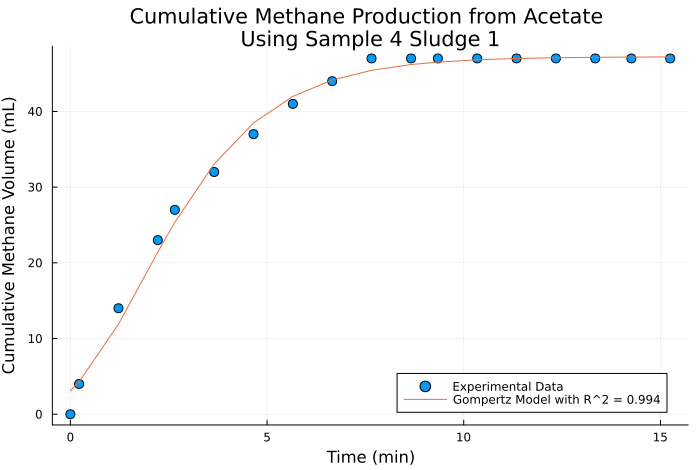 Cumulative Methane Production from Acetate
Using Sample 4 Sludge 1
Cumulative Methane Volume (mL)
40
30
20
10
0
0
5
10
15
Time (min)
Experimental Data
Gompertz Model with R^2 = 0.994